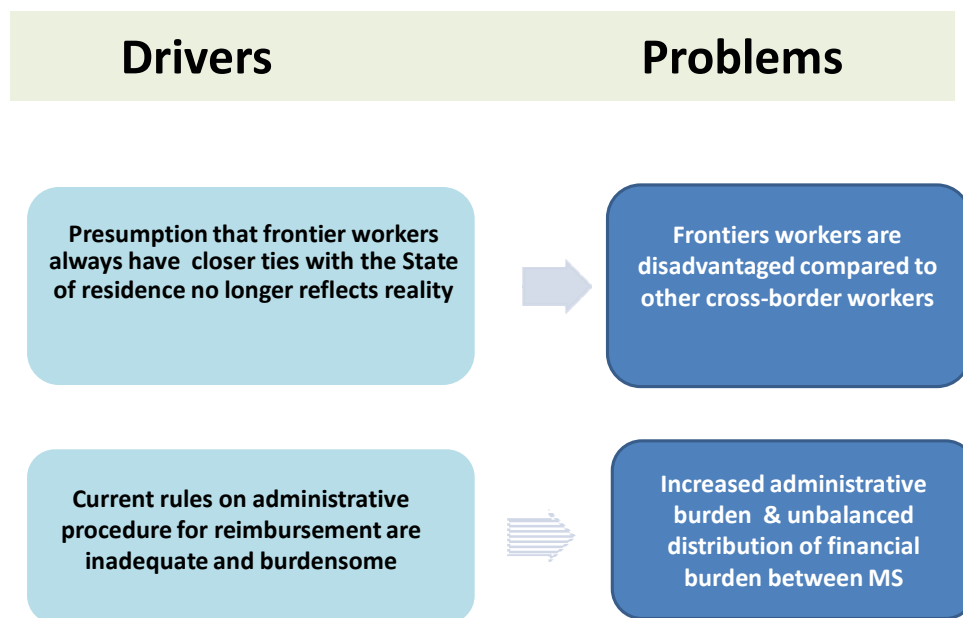 Drivers
Problems
Presumption that frontier workers
always have closer ties with the State
of residence no longer reflects reality
Frontiers workers are
disadvantaged compared to
other cross-border workers
Current rules on administrative
procedure for reimbursement are
inadequate and burdensome
Increased administrative
burden & unbalanced
distribution of financial
burden between MS